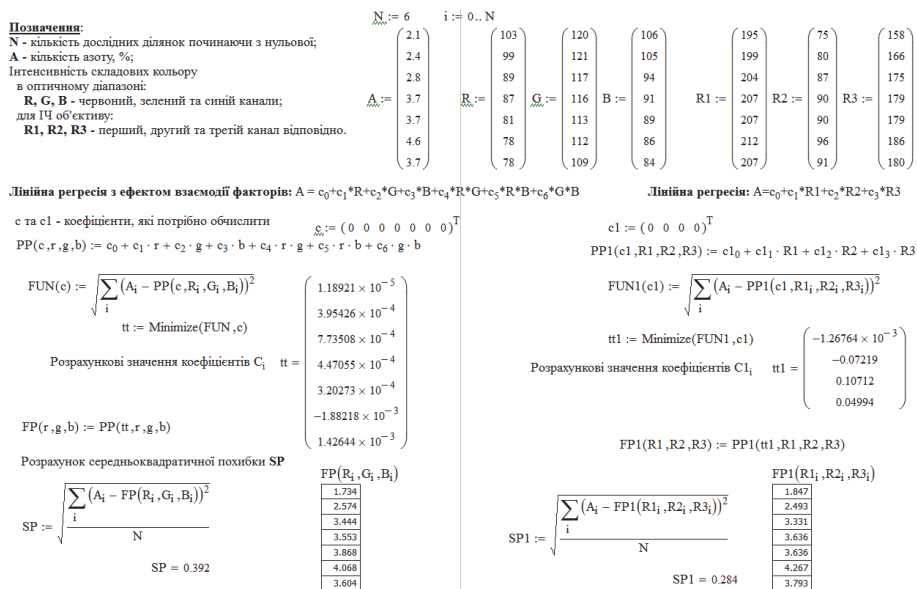 N := 6 i := 0.. N
Позначення:
N - кількість дослідних ділянок починаючи з нульової;
A - кількість азоту, %;
Інтенсивність складових кольору
в оптичному діапазоні:
R, G, B - червоний, зелений та синій канали;
для ІЧ об'єктиву:
R1, R2, R3 - перший, другий та третій канал відповідно.
A := R := G := B := R1 := R2 := R3 :=
2.1 103 120 106 195 75 158
2.4 99 121 105 199 80 166
2.8 89 117 94 204 87 175
3.7 87 116 91 207 90 179
3.7 81 113 89 207 90 179
4.6 78 112 86 212 96 186
3.7 78 109 84 207 91 180
Лінійна регресія з ефектом взаємодії факторів: A = c₀+c₁*R+c₂*G+c₃*B+c₄*R*G+c₅*R*B+c₆*G*B
c та c1 - коефіцієнти, які потрібно обчислити
c := (0 0 0 0 0 0 0)ᵀ
PP(c,r,g,b) := c₀ + c₁·r + c₂·g + c₃·b + c₄·r·g + c₅·r·b + c₆·g·b
FUN(c) := √∑ᵢ(Aᵢ − PP(c,Rᵢ,Gᵢ,Bᵢ))²
tt := Minimize(FUN,c)
Розрахункові значення коефіцієнтів Cᵢ tt =
1.18921 × 10⁻⁵
3.95426 × 10⁻⁴
7.73508 × 10⁻⁴
4.47055 × 10⁻⁴
3.20273 × 10⁻⁴
−1.88218 × 10⁻³
1.42644 × 10⁻³
FP(r,g,b) := PP(tt,r,g,b)
Розрахунок середньоквадратичної похибки SP
SP := √(∑ᵢ(Aᵢ − FP(Rᵢ,Gᵢ,Bᵢ))² / N)
SP = 0.392
FP(Rᵢ,Gᵢ,Bᵢ)
1.734
2.574
3.444
3.553
3.868
4.068
3.604
Лінійна регресія: A=c₀+c₁*R1+c₂*R2+c₃*R3
c1 := (0 0 0 0)ᵀ
PP1(c1,R1,R2,R3) := c1₀ + c1₁·R1 + c1₂·R2 + c1₃·R3
FUN1(c1) := √∑ᵢ(Aᵢ − PP1(c1,R1ᵢ,R2ᵢ,R3ᵢ))²
tt1 := Minimize(FUN1,c1)
Розрахункові значення коефіцієнтів C1ᵢ tt1 =
−1.26764 × 10⁻³
−0.07219
0.10712
0.04994
FP1(R1,R2,R3) := PP1(tt1,R1,R2,R3)
SP1 := √(∑ᵢ(Aᵢ − FP1(R1ᵢ,R2ᵢ,R3ᵢ))² / N)
SP1 = 0.284
FP1(R1ᵢ,R2ᵢ,R3ᵢ)
1.847
2.493
3.331
3.636
3.636
4.267
3.793